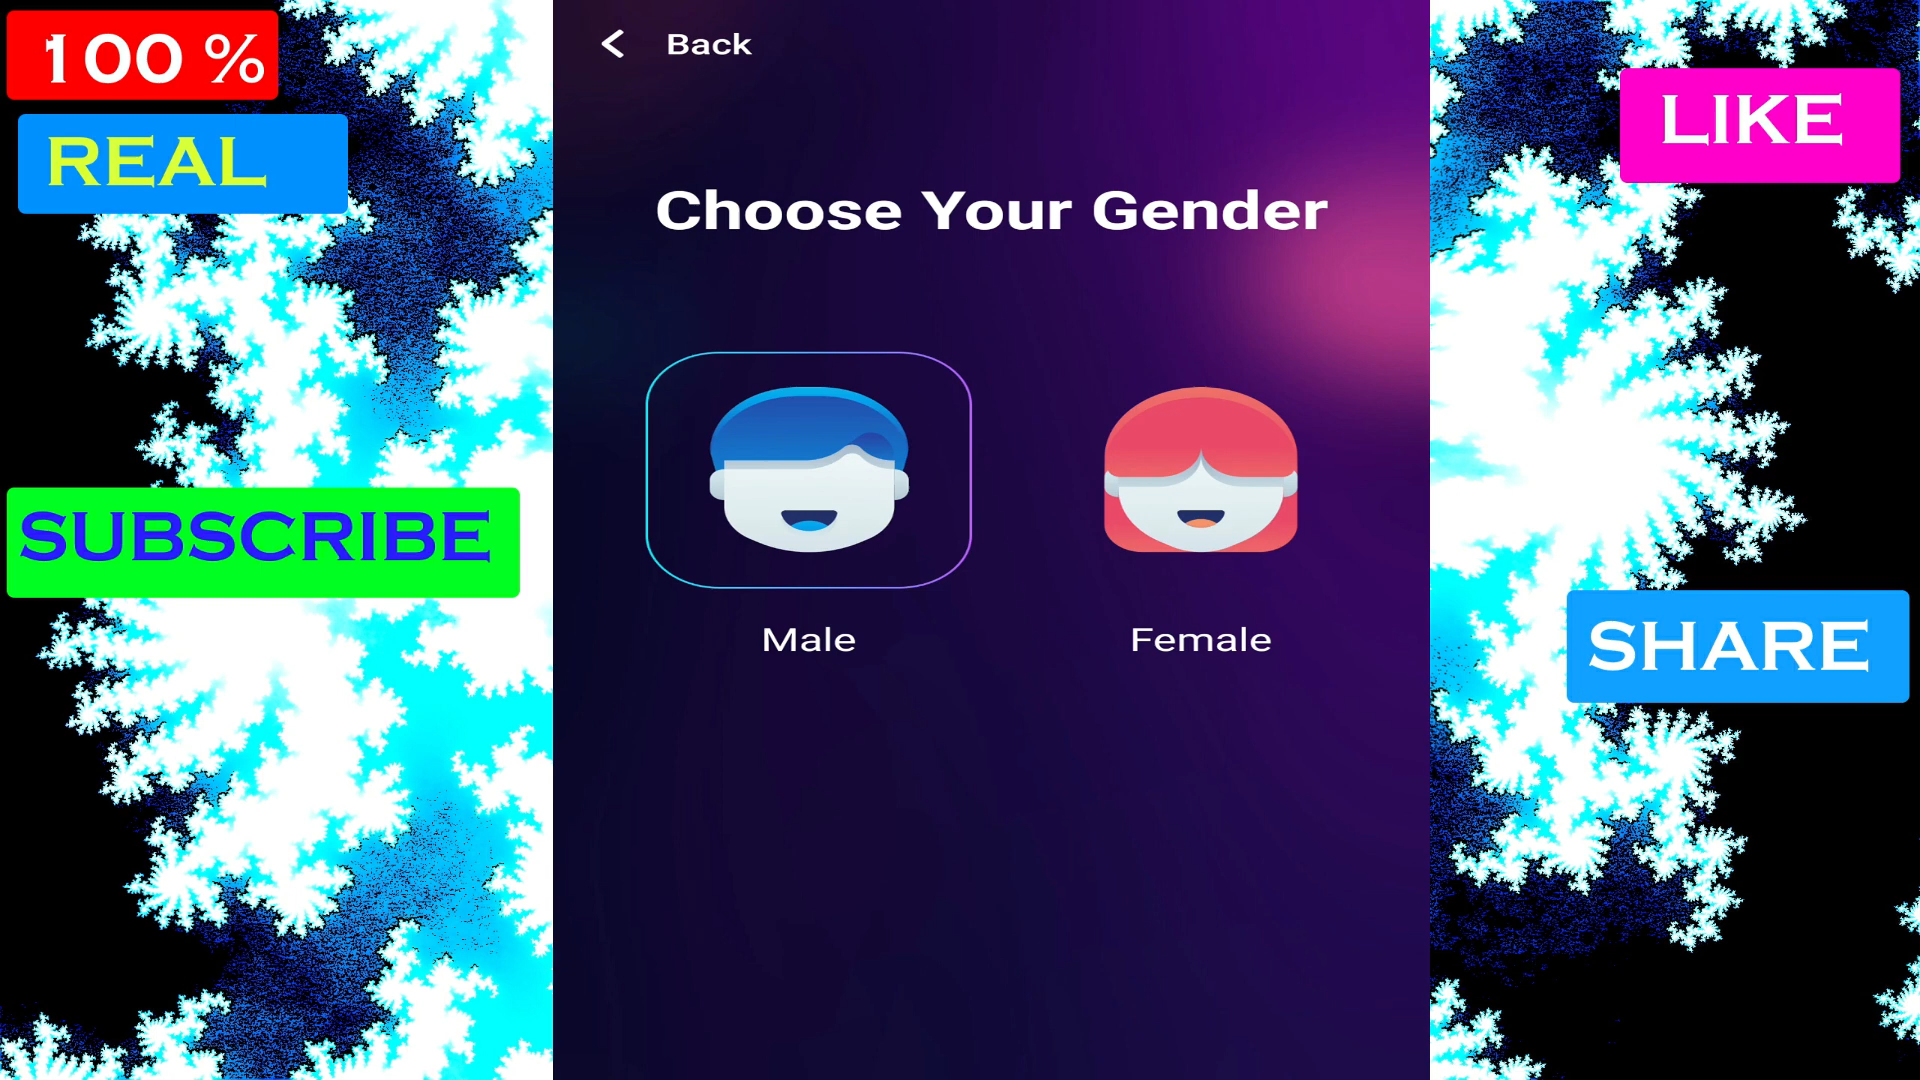 100 %
REAL
SUBSCRIBE
Back
Choose Your Gender
Male
Female
LIKE
SHARE